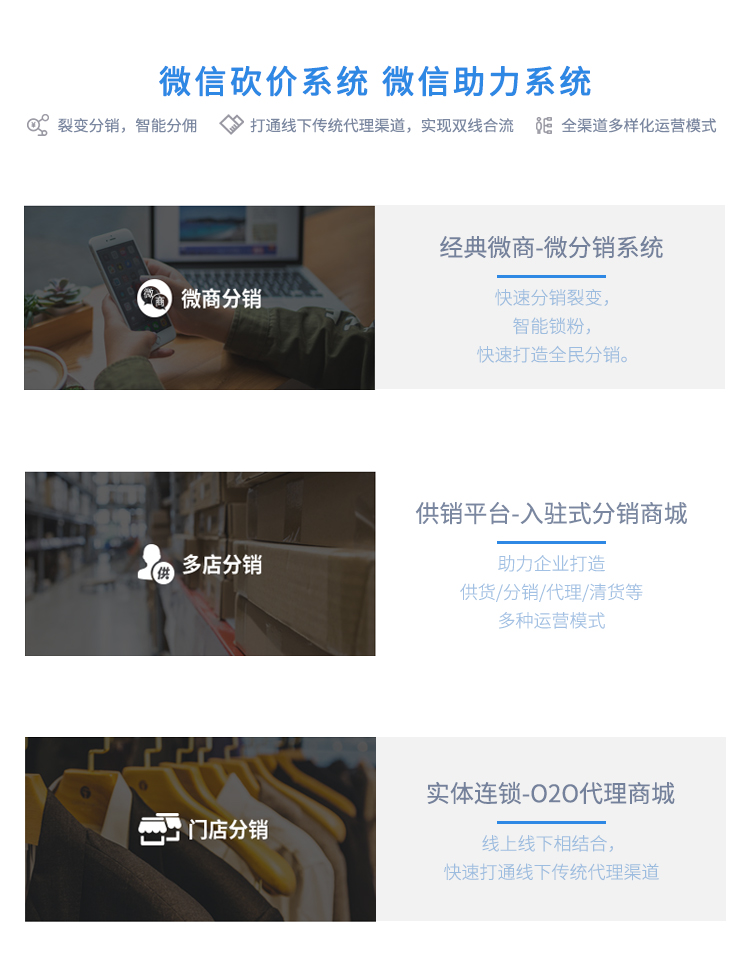 微信砍价系统 微信助力系统
裂变分销，智能分佣 打通线下传统代理渠道，实现双线合流 全渠道多样化运营模式
微商
微商分销
经典微商-微分销系统
快速分销裂变，
智能锁粉，
快速打造全民分销。
供
多店分销
供销平台-入驻式分销商城
助力企业打造
供货/分销/代理/清货等
多种运营模式
门店分销
实体连锁-O2O代理商城
线上线下相结合，
快速打通线下传统代理渠道